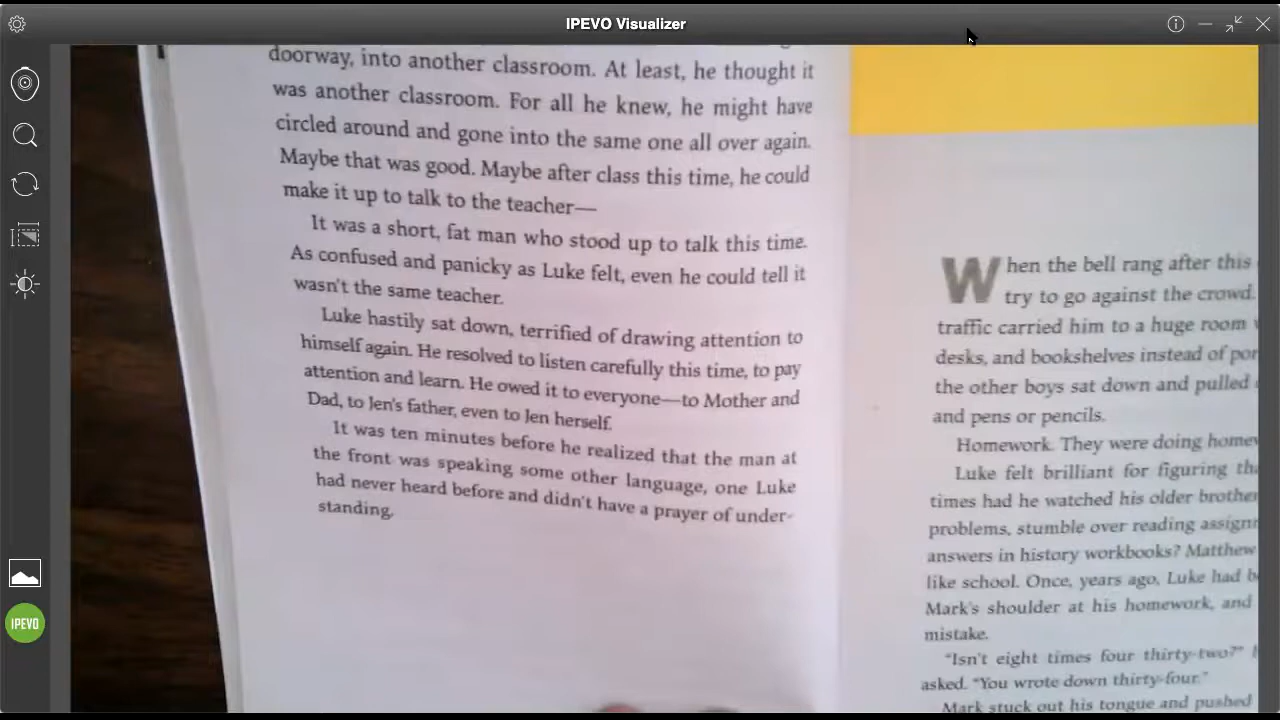 IPEVO Visualizer
doorway, into another classroom. At least, he thought it
was another classroom. For all he knew, he might have
circled around and gone into the same one all over again.
Maybe that was good. Maybe after class this time, he could
make it up to talk to the teacher—
It was a short, fat man who stood up to talk this time.
As confused and panicky as Luke felt, even he could tell it
wasn't the same teacher.
Luke hastily sat down, terrified of drawing attention to
himself again. He resolved to listen carefully this time, to pay
attention and learn. He owed it to everyone—to Mother and
Dad, to Jen's father, even to Jen herself.
It was ten minutes before he realized that the man at
the front was speaking some other language, one Luke
had never heard before and didn't have a prayer of under-
standing.
When the bell rang after this
try to go against the crowd.
traffic carried him to a huge room
desks, and bookshelves instead of
the other boys sat down and pulled
and pens or pencils.
Homework. They were doing
Luke felt brilliant for figuring
times had he watched his older
problems, stumble over reading
answers in history workbooks? Matthew
like school. Once, years ago, Luke had
Mark's shoulder at his homework, and
mistake.
"Isn't eight times four thirty-two?"
asked. "You wrote down thirty-four."
Mark stuck out his tongue and pushed
IPEVO